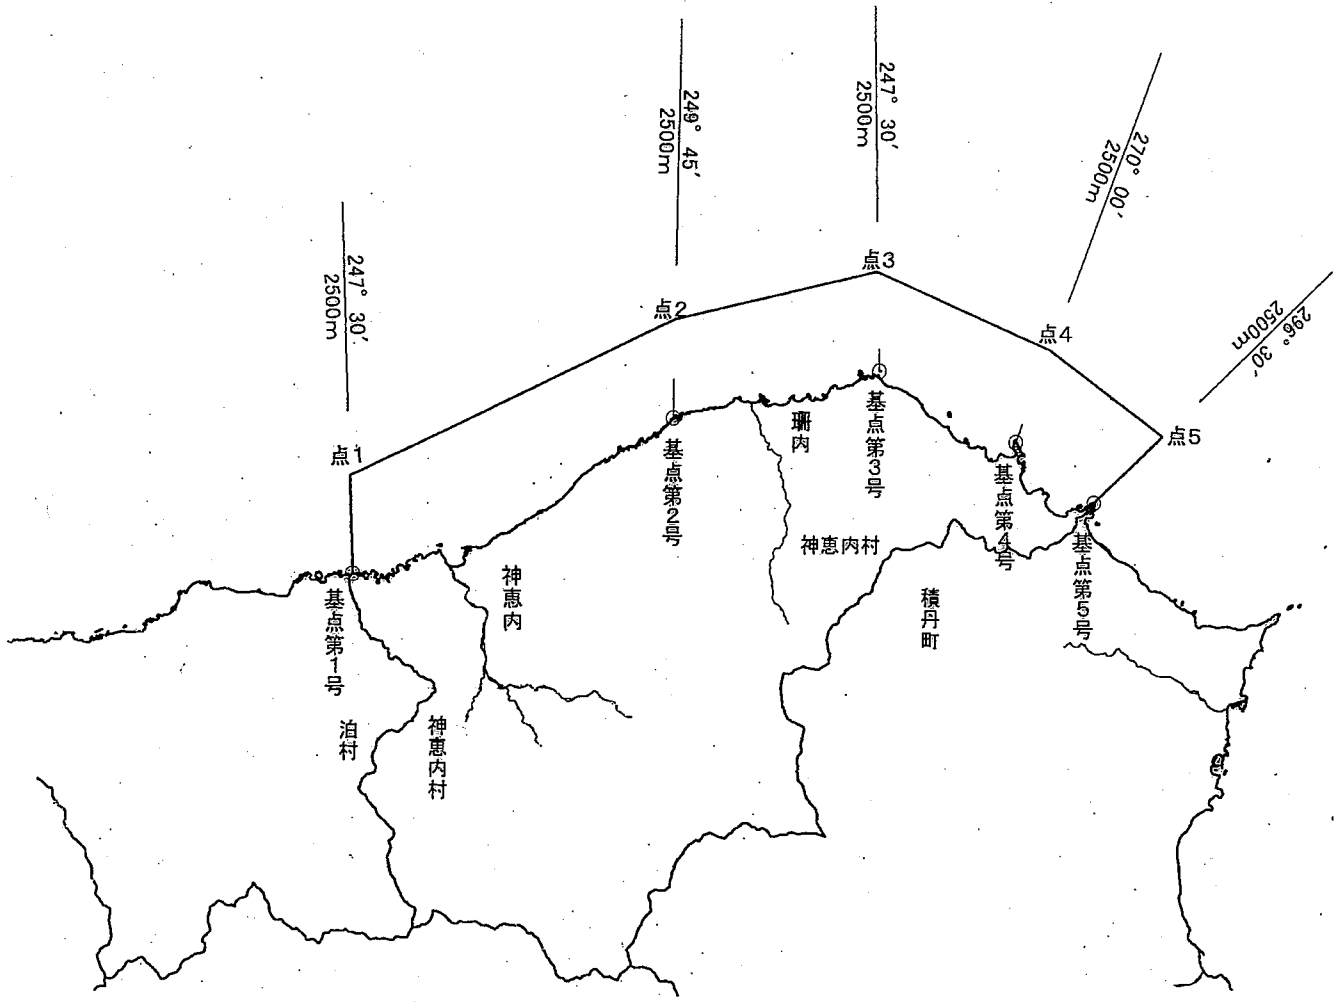 247° 30′
2500m
249° 45′
2500m
247° 30′
2500m
270° 00′
2500m
296° 30′
2500m
点1
点2
点3
点4
点5
基点第1号
基点第2号
基点第3号
基点第4号
基点第5号
珊内
神恵内村
神恵内
積丹町
泊村
神恵内村